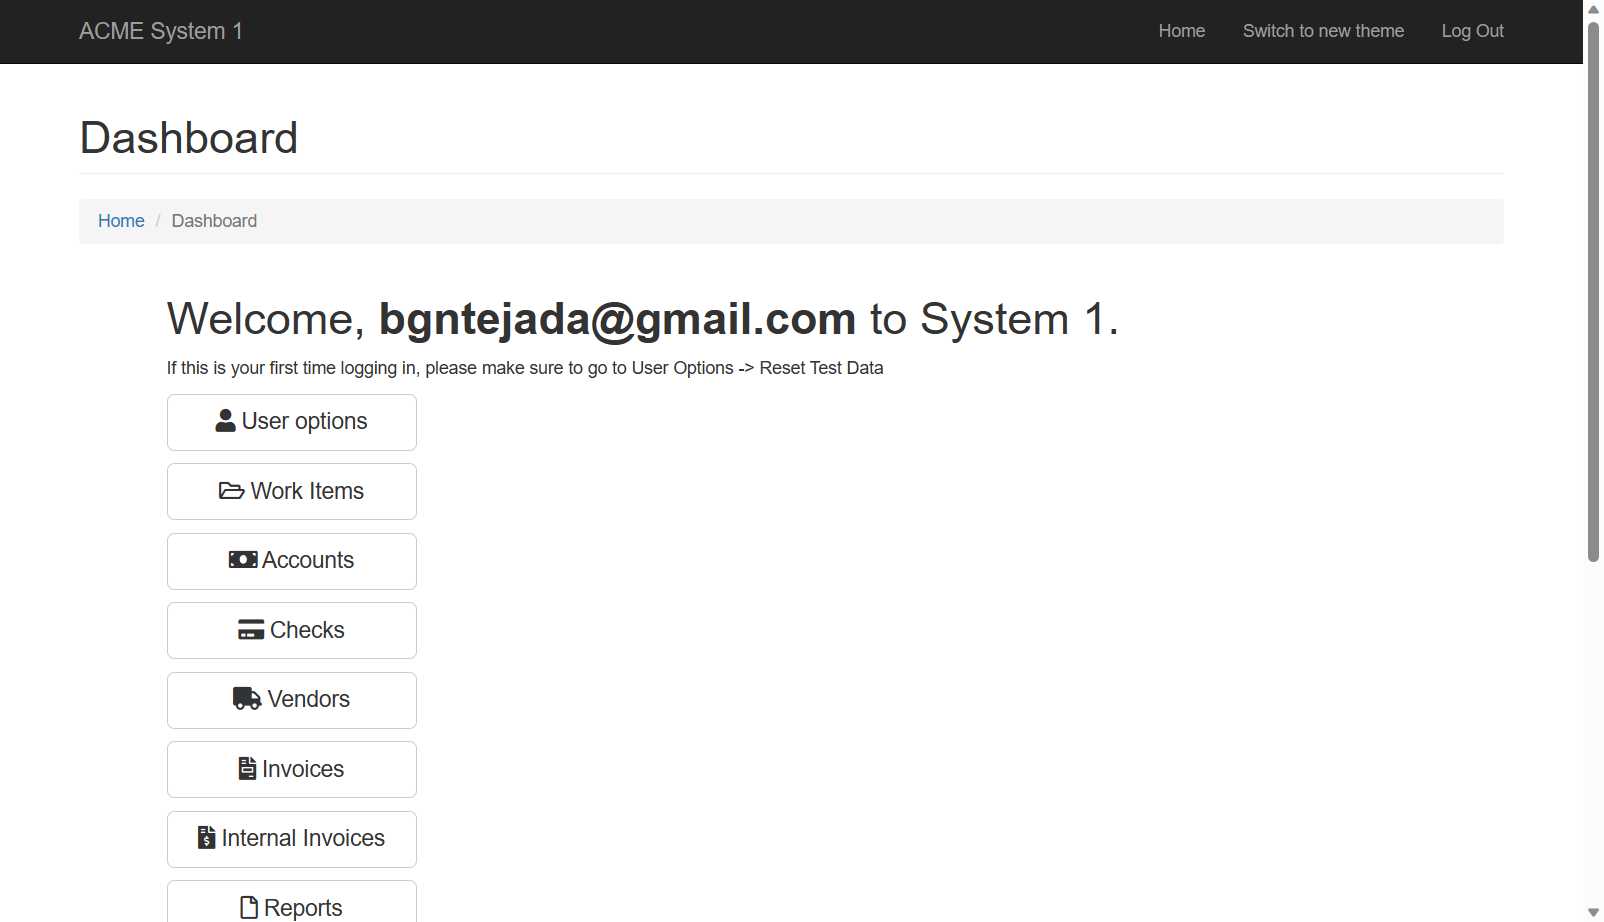 ACME System 1
Home
Switch to new theme
Log Out
Dashboard
Home / Dashboard
Welcome, bgntejada@gmail.com to System 1.
If this is your first time logging in, please make sure to go to User Options -> Reset Test Data
User options
Work Items
Accounts
Checks
Vendors
Invoices
Internal Invoices
Reports